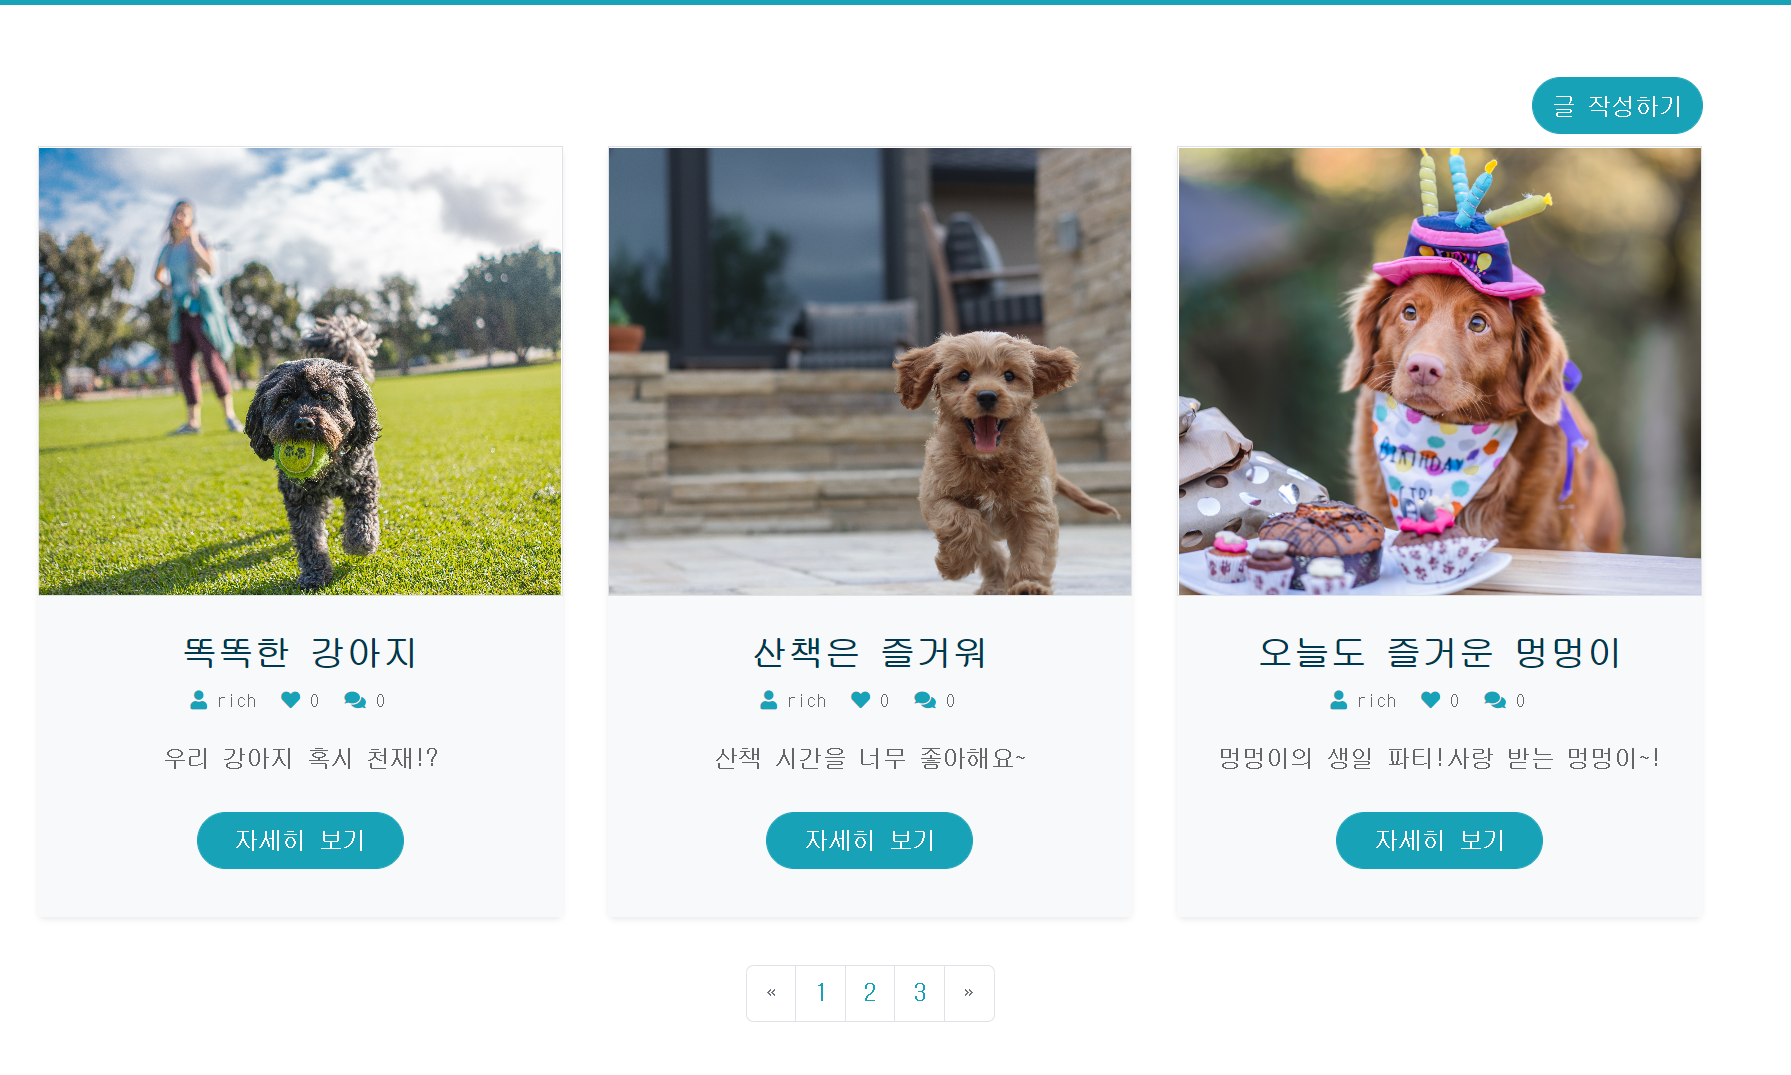 글 작성하기
BIRTHDAY
똑똑한 강아지
rich 0 0
우리 강아지 혹시 천재!?
자세히 보기
산책은 즐거워
rich 0 0
산책 시간을 너무 좋아해요~
자세히 보기
오늘도 즐거운 멍멍이
rich 0 0
멍멍이의 생일 파티!사랑 받는 멍멍이~!
자세히 보기
« 1 2 3 »